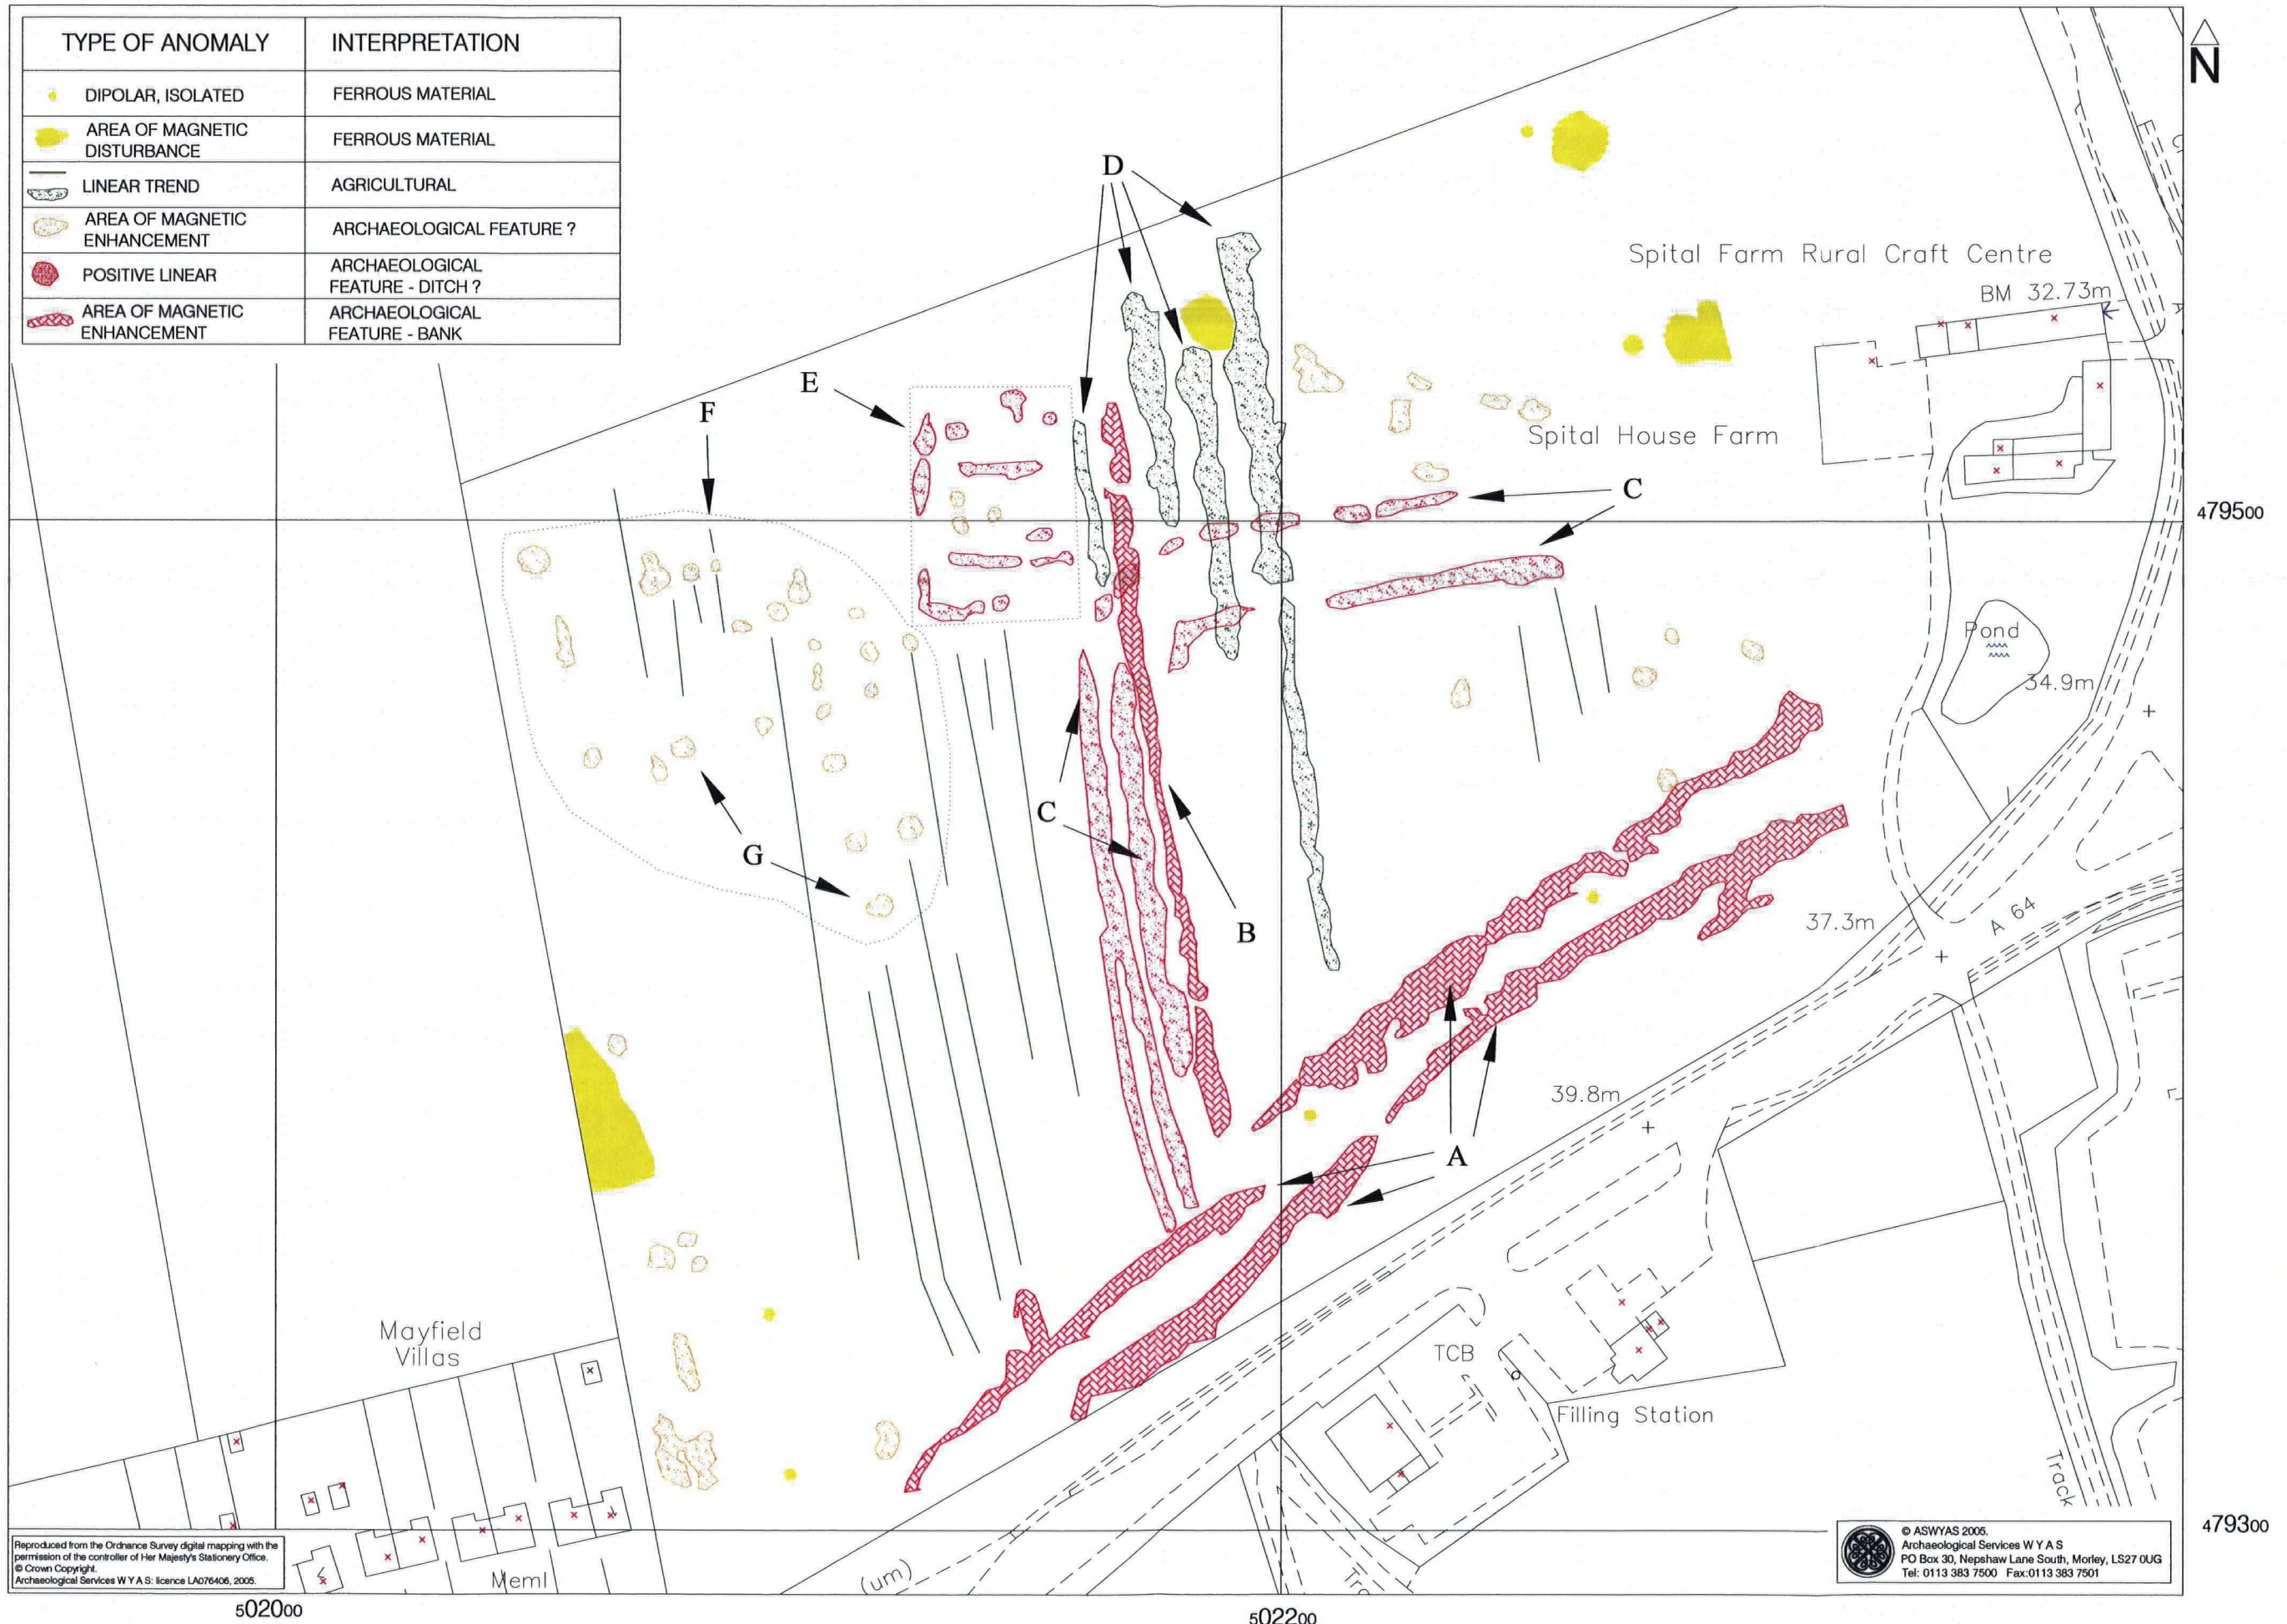 TYPE OF ANOMALY INTERPRETATION
DIPOLAR, ISOLATED FERROUS MATERIAL
AREA OF MAGNETIC
DISTURBANCE
FERROUS MATERIAL
LINEAR TREND AGRICULTURAL
AREA OF MAGNETIC
ENHANCEMENT
ARCHAEOLOGICAL FEATURE ?
POSITIVE LINEAR
ARCHAEOLOGICAL
FEATURE - DITCH ?
AREA OF MAGNETIC
ENHANCEMENT
ARCHAEOLOGICAL
FEATURE - BANK
N
D
Spital Farm Rural Craft Centre
BM 32.73m
E
F
Spital House Farm
C
479500
Pond
34.9m
C
G
B
37.3m
A 64
39.8m
A
Mayfield
Villas
TCB
Filling Station
Track
479300
Meml
(um)
Reproduced from the Ordnance Survey digital mapping with the
permission of the controller of Her Majesty's Stationery Office.
© Crown Copyright.
Archaeological Services W Y A S: licence LA076406, 2005.
© ASWYAS 2005.
Archaeological Services W Y A S
PO Box 30, Nepshaw Lane South, Morley, LS27 0UG
Tel: 0113 383 7500 Fax:0113 383 7501
502000
502200